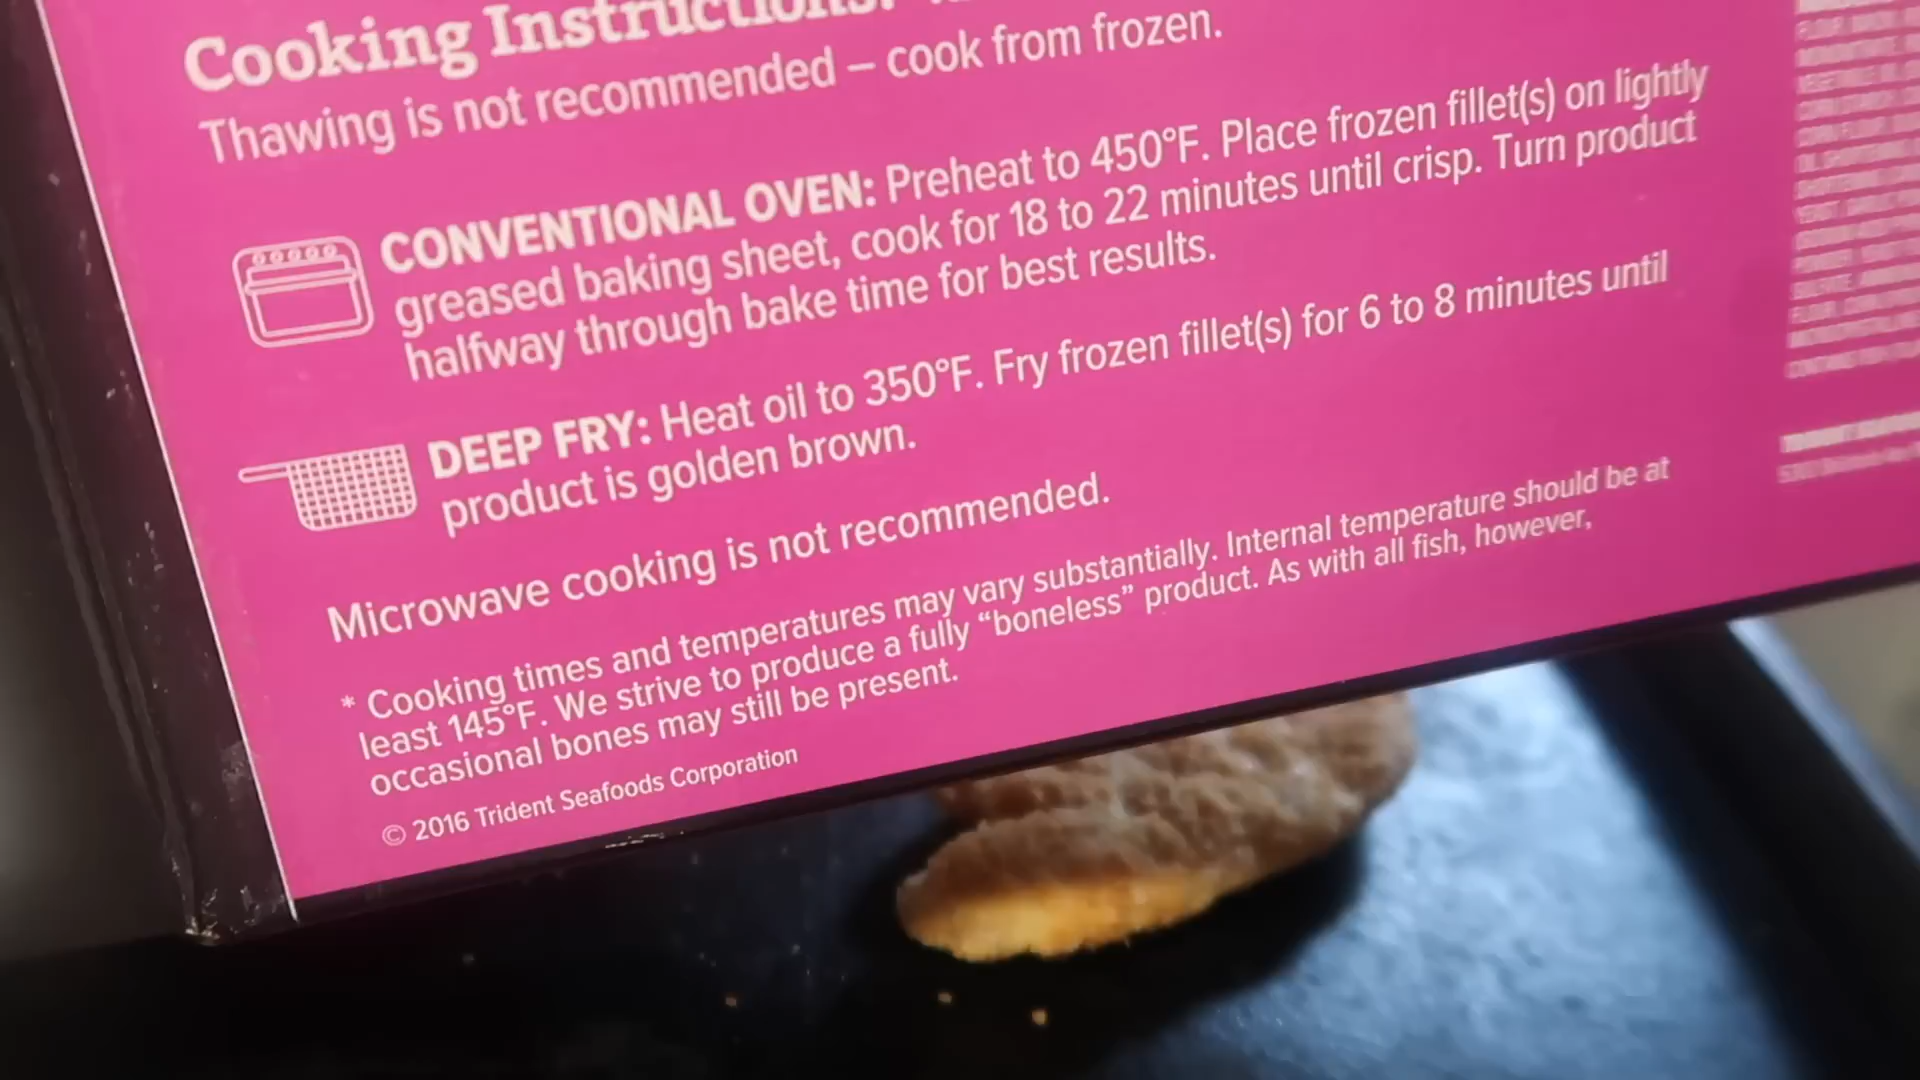 Cooking Instructions:
Thawing is not recommended – cook from frozen.
CONVENTIONAL OVEN: Preheat to 450°F. Place frozen fillet(s) on lightly
greased baking sheet, cook for 18 to 22 minutes until crisp. Turn product
halfway through bake time for best results.
DEEP FRY: Heat oil to 350°F. Fry frozen fillet(s) for 6 to 8 minutes until
product is golden brown.
Microwave cooking is not recommended.
* Cooking times and temperatures may vary substantially. Internal temperature should be at
least 145°F. We strive to produce a fully “boneless” product. As with all fish, however,
occasional bones may still be present.
© 2016 Trident Seafoods Corporation